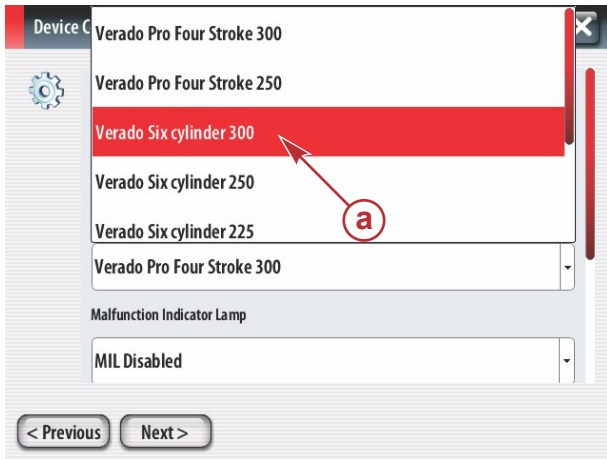 Device C
Verado Pro Four Stroke 300
Verado Pro Four Stroke 250
Verado Six cylinder 300
Verado Six cylinder 250
Verado Six cylinder 225
a
Verado Pro Four Stroke 300
Malfunction Indicator Lamp
MIL Disabled
< Previous Next >